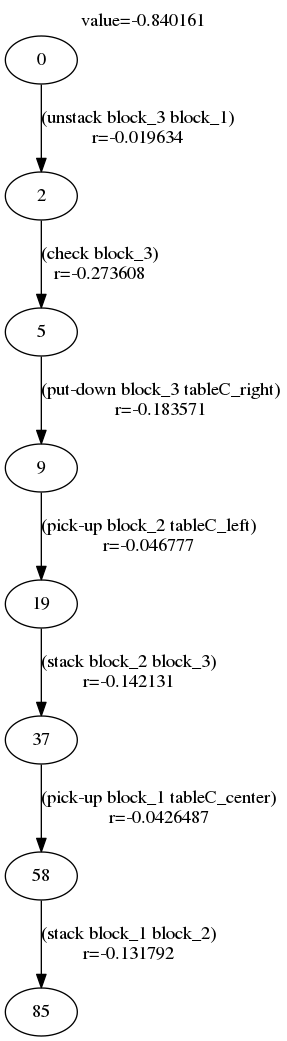 value=-0.840161
0
(unstack block_3 block_1)
r=-0.019634
2
(check block_3)
r=-0.273608
5
(put-down block_3 tableC_right)
r=-0.183571
9
(pick-up block_2 tableC_left)
r=-0.046777
19
(stack block_2 block_3)
r=-0.142131
37
(pick-up block_1 tableC_center)
r=-0.0426487
58
(stack block_1 block_2)
r=-0.131792
85